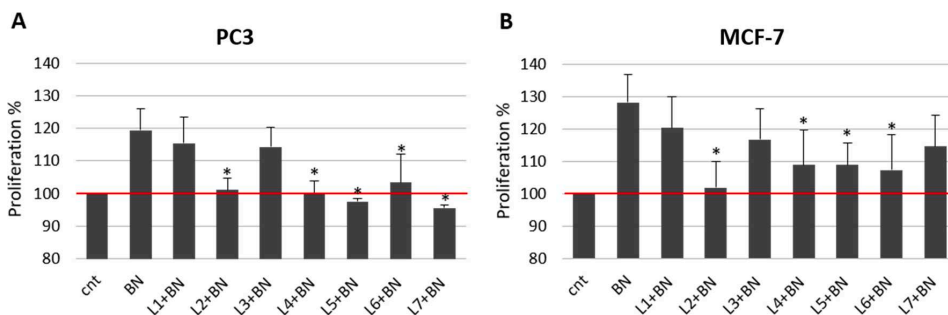 A
PC3
Proliferation %
140
130
120
110
100
90
80
* * * * *
cnt BN L1+BN L2+BN L3+BN L4+BN L5+BN L6+BN L7+BN
B
MCF-7
Proliferation %
140
130
120
110
100
90
80
* * * *
cnt BN L1+BN L2+BN L3+BN L4+BN L5+BN L6+BN L7+BN